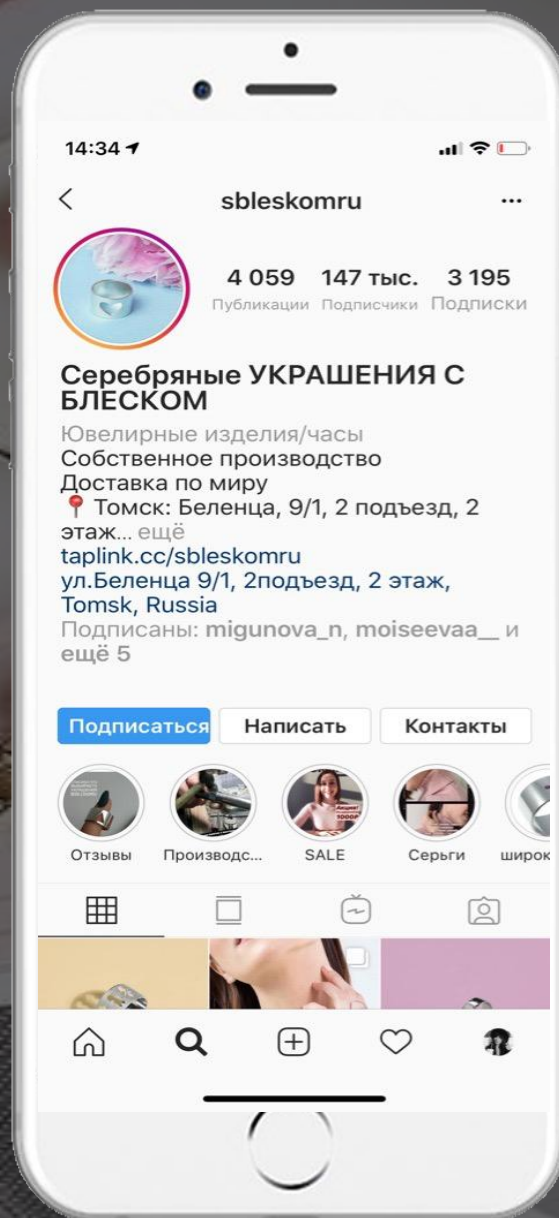 14:34
sbleskomru
4 059 147 тыс. 3 195
Публикации Подписчики Подписки
Серебряные УКРАШЕНИЯ С
БЛЕСКОМ
Ювелирные изделия/часы
Собственное производство
Доставка по миру
📍 Томск: Беленца, 9/1, 2 подъезд, 2
этаж... ещё
taplink.cc/sbleskomru
ул.Беленца 9/1, 2подъезд, 2 этаж,
Tomsk, Russia
Подписаны: migunova_n, moiseevaa__ и
ещё 5
Подписаться Написать Контакты
Акция!
1000Р
Отзывы Производс... SALE Серьги широк